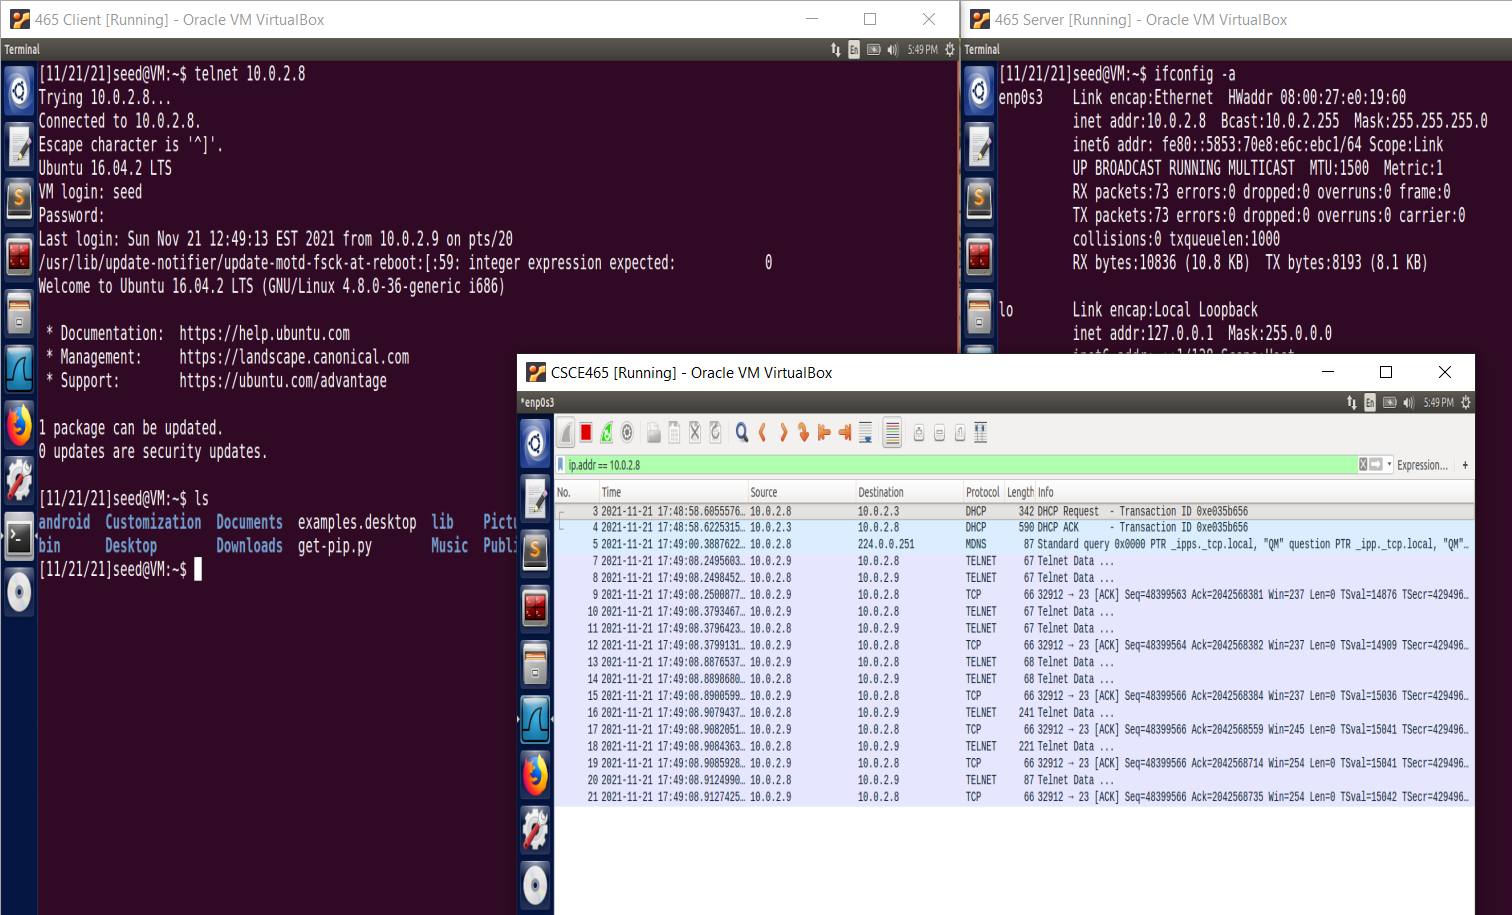 465 Client [Running] - Oracle VM VirtualBox
Terminal
En
5:49 PM
[11/21/21]seed@VM:~$ telnet 10.0.2.8
Trying 10.0.2.8...
Connected to 10.0.2.8.
Escape character is '^]'.
Ubuntu 16.04.2 LTS
VM login: seed
Password:
Last login: Sun Nov 21 12:49:13 EST 2021 from 10.0.2.9 on pts/20
/usr/lib/update-notifier/update-motd-fsck-at-reboot:[:59: integer expression expected: 0
Welcome to Ubuntu 16.04.2 LTS (GNU/Linux 4.8.0-36-generic i686)
* Documentation: https://help.ubuntu.com
* Management: https://landscape.canonical.com
* Support: https://ubuntu.com/advantage
1 package can be updated.
0 updates are security updates.
[11/21/21]seed@VM:~$ ls
android Customization Documents examples.desktop lib Pictu
bin Desktop Downloads get-pip.py Music Publi
[11/21/21]seed@VM:~$
465 Server [Running] - Oracle VM VirtualBox
Terminal
[11/21/21]seed@VM:~$ ifconfig -a
enp0s3 Link encap:Ethernet HWaddr 08:00:27:e0:19:60
inet addr:10.0.2.8 Bcast:10.0.2.255 Mask:255.255.255.0
inet6 addr: fe80::5853:70e8:e6c:ebc1/64 Scope:Link
UP BROADCAST RUNNING MULTICAST MTU:1500 Metric:1
RX packets:73 errors:0 dropped:0 overruns:0 frame:0
TX packets:73 errors:0 dropped:0 overruns:0 carrier:0
collisions:0 txqueuelen:1000
RX bytes:10836 (10.8 KB) TX bytes:8193 (8.1 KB)
lo Link encap:Local Loopback
inet addr:127.0.0.1 Mask:255.0.0.0
CSCE465 [Running] - Oracle VM VirtualBox
*enp0s3
En
5:49 PM
ip.addr == 10.0.2.8
Expression... +
No. Time Source Destination Protocol Length Info
3 2021-11-21 17:48:58.6055576... 10.0.2.8 10.0.2.3 DHCP 342 DHCP Request - Transaction ID 0xe035b656
4 2021-11-21 17:48:58.6225315... 10.0.2.3 10.0.2.8 DHCP 590 DHCP ACK - Transaction ID 0xe035b656
5 2021-11-21 17:49:00.3887622... 10.0.2.8 224.0.0.251 MDNS 87 Standard query 0x0000 PTR _ipps._tcp.local, "QM" question PTR _ipp._tcp.local, "QM"...
7 2021-11-21 17:49:08.2495603... 10.0.2.9 10.0.2.8 TELNET 67 Telnet Data ...
8 2021-11-21 17:49:08.2498452... 10.0.2.8 10.0.2.9 TELNET 67 Telnet Data ...
9 2021-11-21 17:49:08.2500877... 10.0.2.9 10.0.2.8 TCP 66 32912 → 23 [ACK] Seq=48399563 Ack=2042568381 Win=237 Len=0 TSval=14876 TSecr=429496...
10 2021-11-21 17:49:08.3793467... 10.0.2.9 10.0.2.8 TELNET 67 Telnet Data ...
11 2021-11-21 17:49:08.3796423... 10.0.2.8 10.0.2.9 TELNET 67 Telnet Data ...
12 2021-11-21 17:49:08.3799131... 10.0.2.9 10.0.2.8 TCP 66 32912 → 23 [ACK] Seq=48399564 Ack=2042568382 Win=237 Len=0 TSval=14909 TSecr=429496...
13 2021-11-21 17:49:08.8876537... 10.0.2.9 10.0.2.8 TELNET 68 Telnet Data ...
14 2021-11-21 17:49:08.8898680... 10.0.2.8 10.0.2.9 TELNET 68 Telnet Data ...
15 2021-11-21 17:49:08.8900599... 10.0.2.9 10.0.2.8 TCP 66 32912 → 23 [ACK] Seq=48399566 Ack=2042568384 Win=237 Len=0 TSval=15036 TSecr=429496...
16 2021-11-21 17:49:08.9079437... 10.0.2.8 10.0.2.9 TELNET 241 Telnet Data ...
17 2021-11-21 17:49:08.9082051... 10.0.2.9 10.0.2.8 TCP 66 32912 → 23 [ACK] Seq=48399566 Ack=2042568559 Win=245 Len=0 TSval=15041 TSecr=429496...
18 2021-11-21 17:49:08.9084363... 10.0.2.8 10.0.2.9 TELNET 221 Telnet Data ...
19 2021-11-21 17:49:08.9085928... 10.0.2.9 10.0.2.8 TCP 66 32912 → 23 [ACK] Seq=48399566 Ack=2042568714 Win=254 Len=0 TSval=15041 TSecr=429496...
20 2021-11-21 17:49:08.9124990... 10.0.2.8 10.0.2.9 TELNET 87 Telnet Data ...
21 2021-11-21 17:49:08.9127425... 10.0.2.9 10.0.2.8 TCP 66 32912 → 23 [ACK] Seq=48399566 Ack=2042568735 Win=254 Len=0 TSval=15042 TSecr=429496...